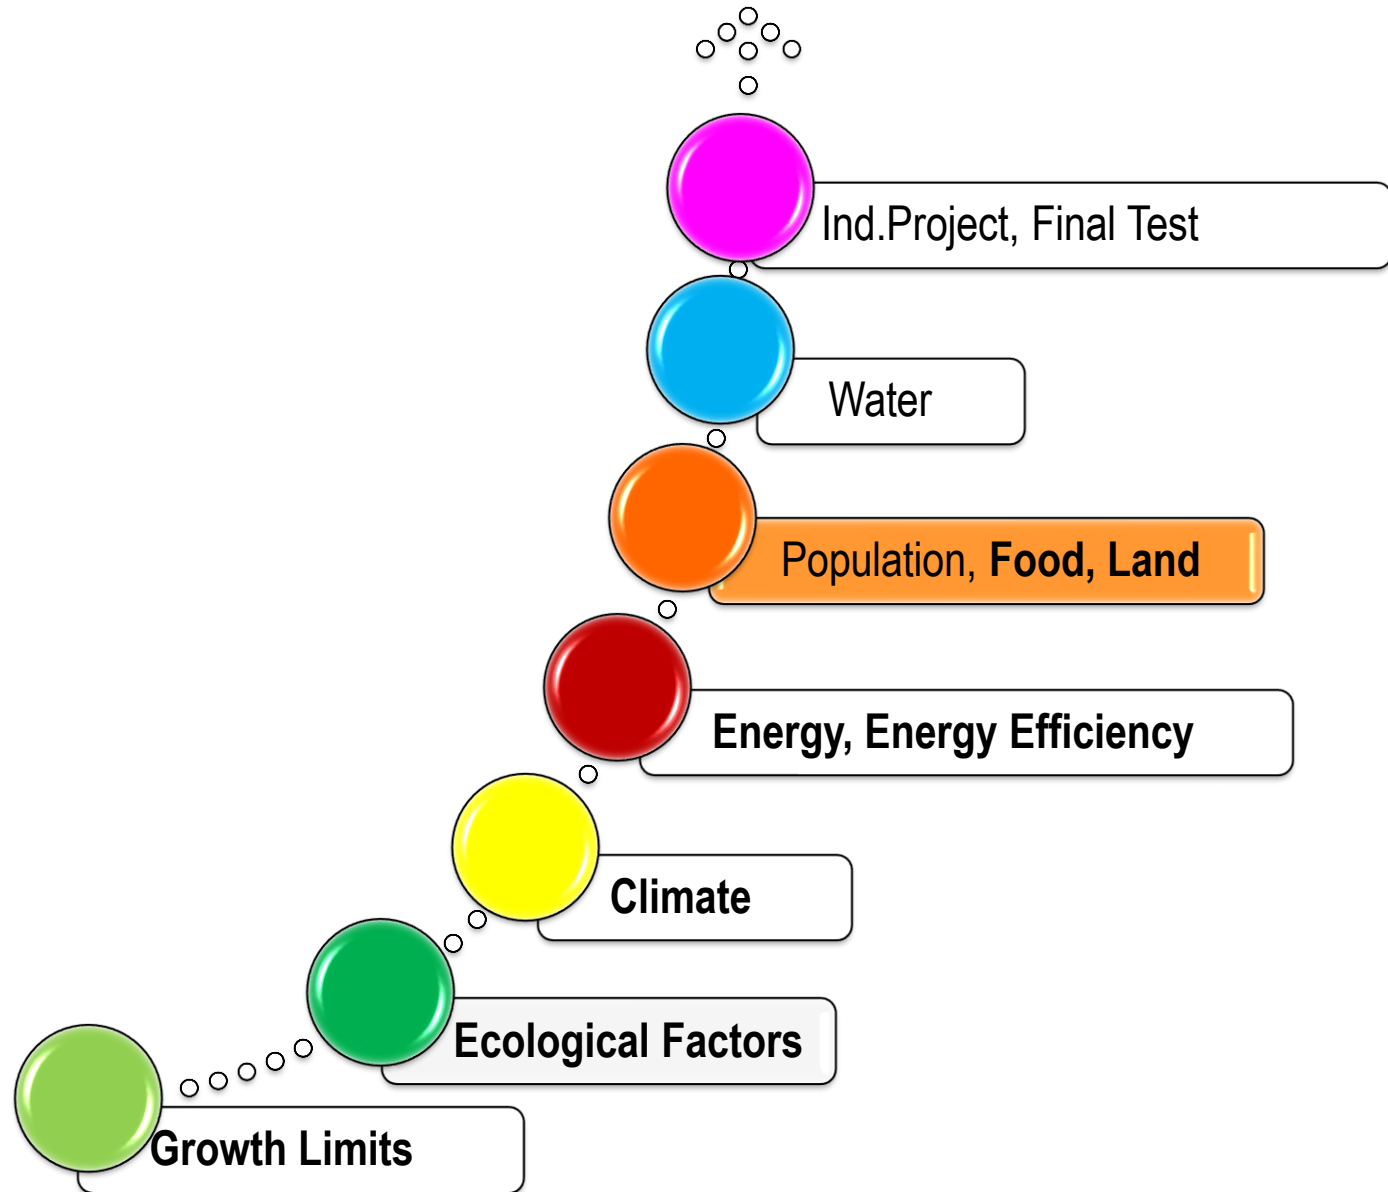 Ind.Project, Final Test
Water
Population, Food, Land
Energy, Energy Efficiency
Climate
Ecological Factors
Growth Limits